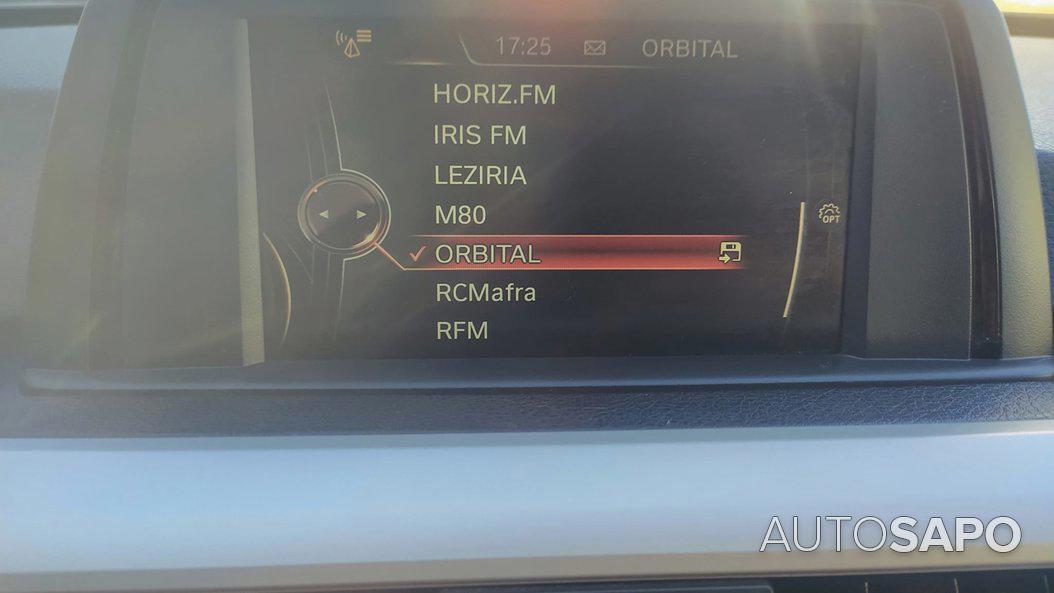 17:25 ORBITAL
HORIZ.FM
IRIS FM
LEZIRIA
M80
ORBITAL
OPT
RCMafra
RFM
AUTOSAPO